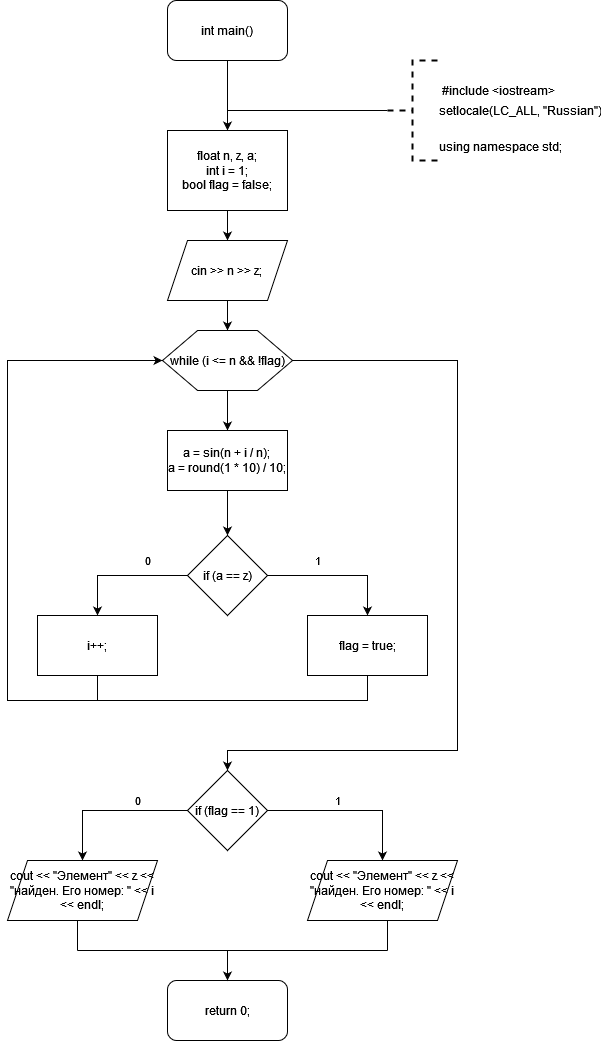 int main()
#include <iostream>
setlocale(LC_ALL, "Russian")
using namespace std;
float n, z, a;
int i = 1;
bool flag = false;
cin >> n >> z;
while (i <= n && !flag)
a = sin(n + i / n);
a = round(1 * 10) / 10;
0
1
if (a == z)
i++;
flag = true;
0
1
if (flag == 1)
cout << "Элемент" << z <<
"найден. Его номер: " << i
<< endl;
cout << "Элемент" << z <<
"найден. Его номер: " << i
<< endl;
return 0;